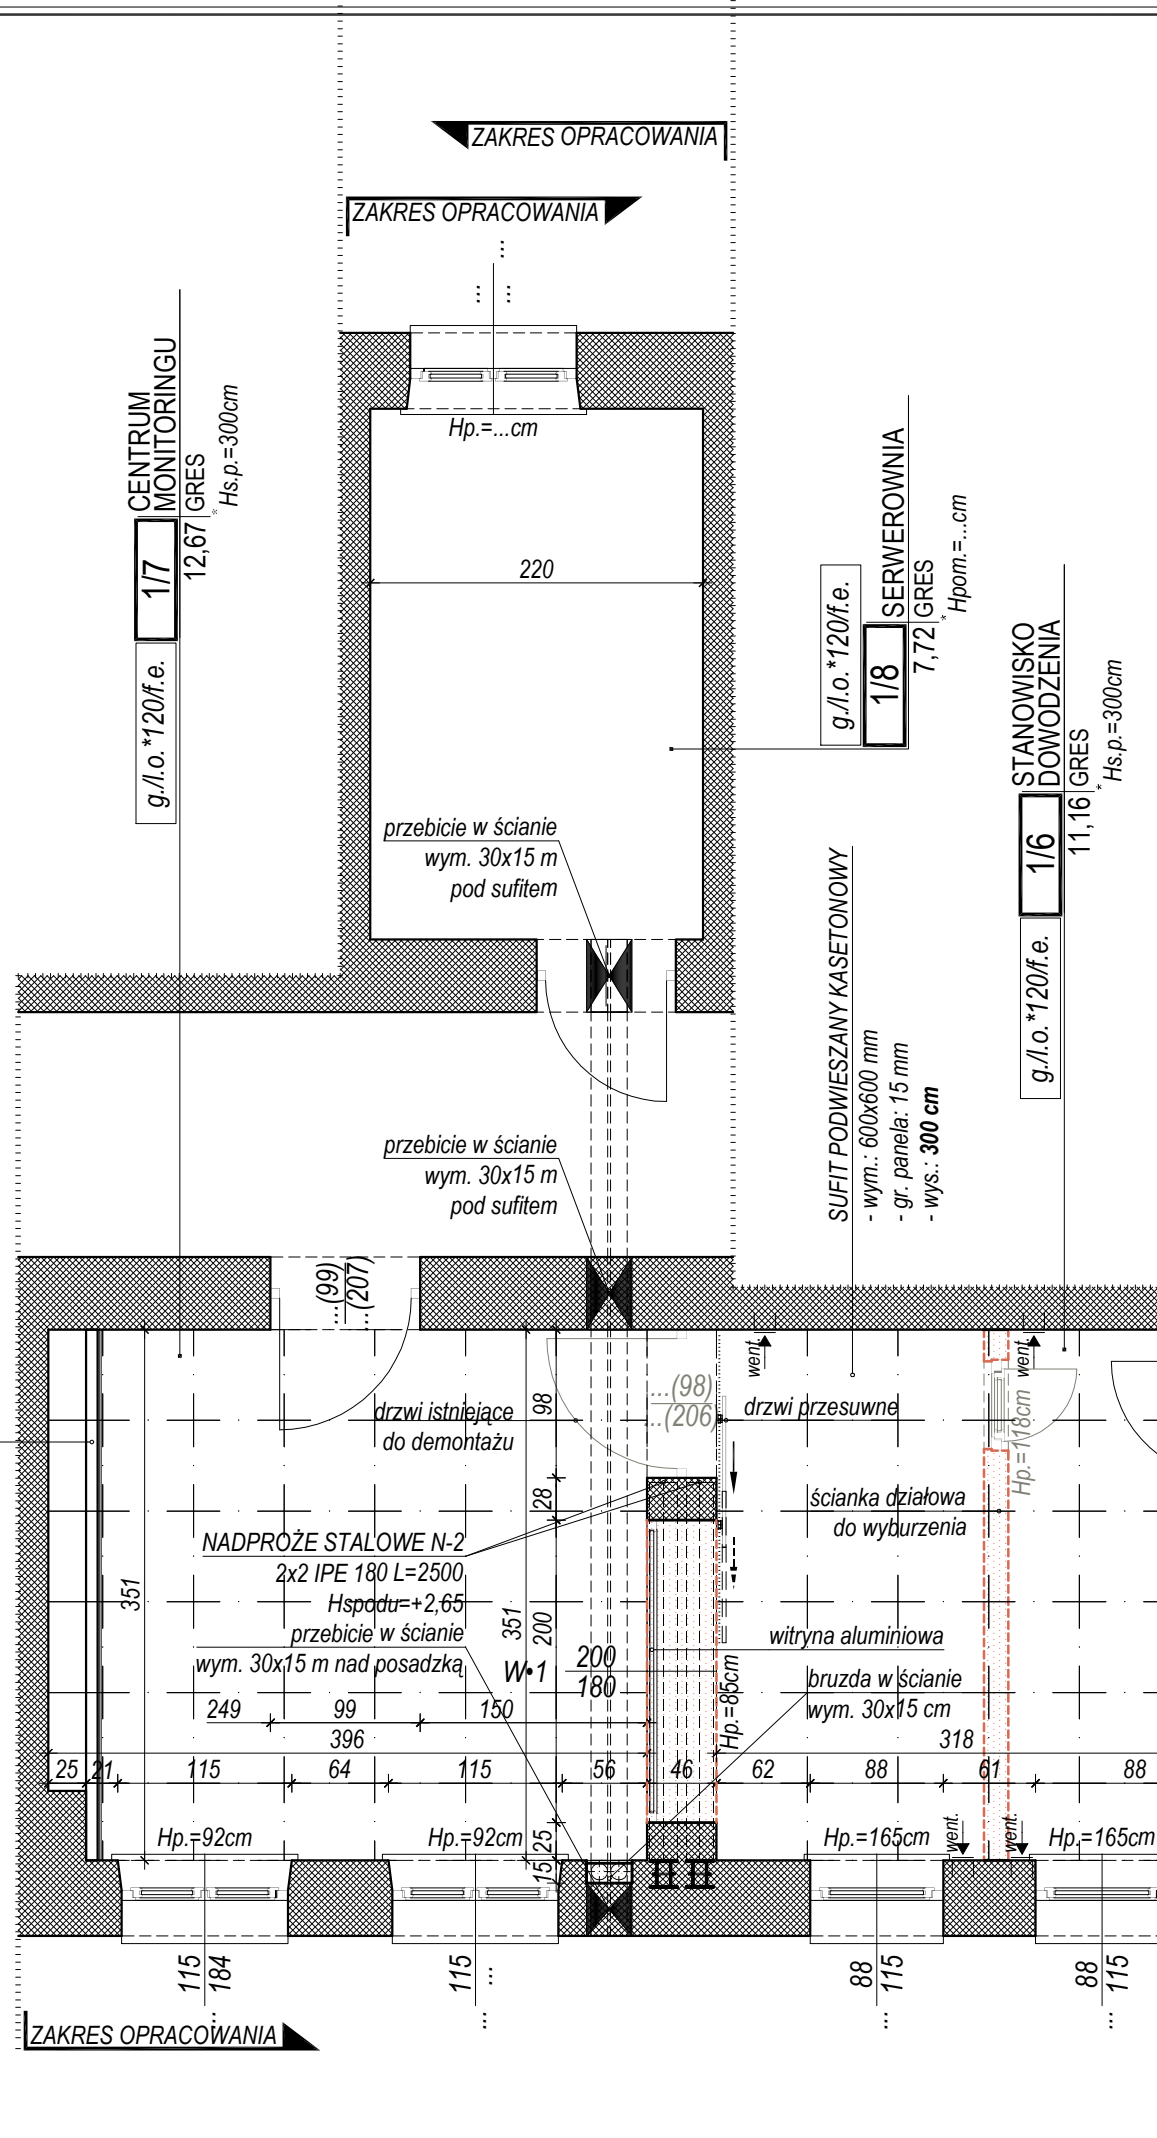 ZAKRES OPRACOWANIA
ZAKRES OPRACOWANIA
...
... ...
CENTRUM
MONITORINGU
1/7
12,67 GRES
* Hs.p.=300cm
g./l.o. *120/f.e.
Hp.=...cm
220
g./l.o. *120/f.e.
1/8
SERWEROWNIA
7,72 GRES
* Hpom.=...cm
STANOWISKO
DOWODZENIA
1/6
11,16 GRES
* Hs.p.=300cm
g./l.o. *120/f.e.
przebicie w ścianie
wym. 30x15 m
pod sufitem
SUFIT PODWIESZANY KASETONOWY
- wym.: 600x600 mm
- gr. panela: 15 mm
- wys.: 300 cm
przebicie w ścianie
wym. 30x15 m
pod sufitem
...(99)
...(207)
went.
went.
...(98)
...(206)
drzwi istniejące
do demontażu
98
drzwi przesuwne
Hp.=118cm
28
ścianka działowa
do wyburzenia
NADPROŻE STALOWE N-2
2x2 IPE 180 L=2500
Hspodu=+2,65
351
351
200
przebicie w ścianie
wym. 30x15 m nad posadzką
W•1
200
180
witryna aluminiowa
Hp.=85cm
bruzda w ścianie
wym. 30x15 cm
249 99 150
396 318
25 21 115 64 115 56 46 62 88 61 88
Hp.=92cm
Hp.=92cm
25
15
Hp.=165cm
went.
went.
Hp.=165cm
115
184
...
115
...
...
88
115
...
88
115
...
ZAKRES OPRACOWANIA